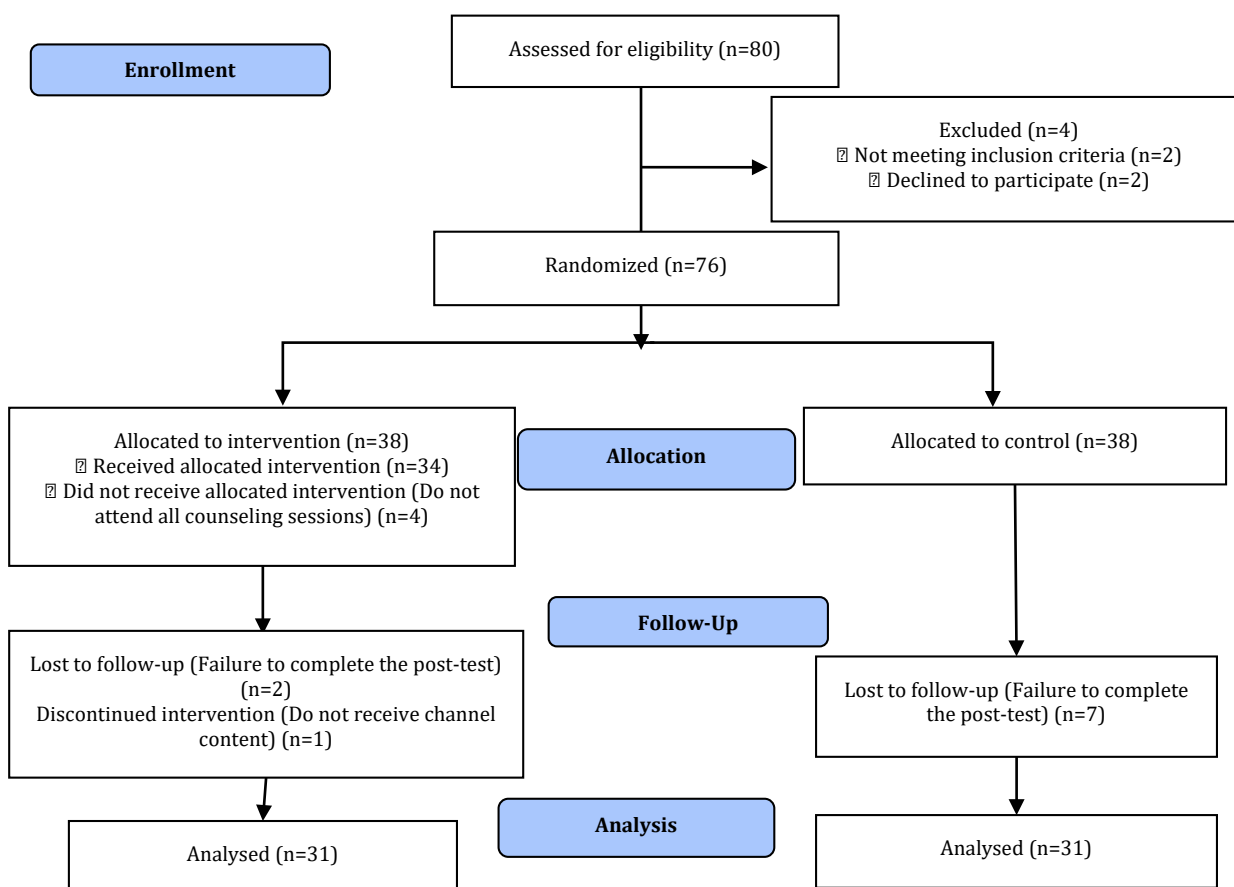 Assessed for eligibility (n=80)
Enrollment
Excluded (n=4)
⍰ Not meeting inclusion criteria (n=2)
⍰ Declined to participate (n=2)
Randomized (n=76)
Allocated to intervention (n=38)
⍰ Received allocated intervention (n=34)
⍰ Did not receive allocated intervention (Do not
attend all counseling sessions) (n=4)
Allocation
Allocated to control (n=38)
Follow-Up
Lost to follow-up (Failure to complete the post-test)
(n=2)
Discontinued intervention (Do not receive channel
content) (n=1)
Lost to follow-up (Failure to complete
the post-test) (n=7)
Analysis
Analysed (n=31)
Analysed (n=31)